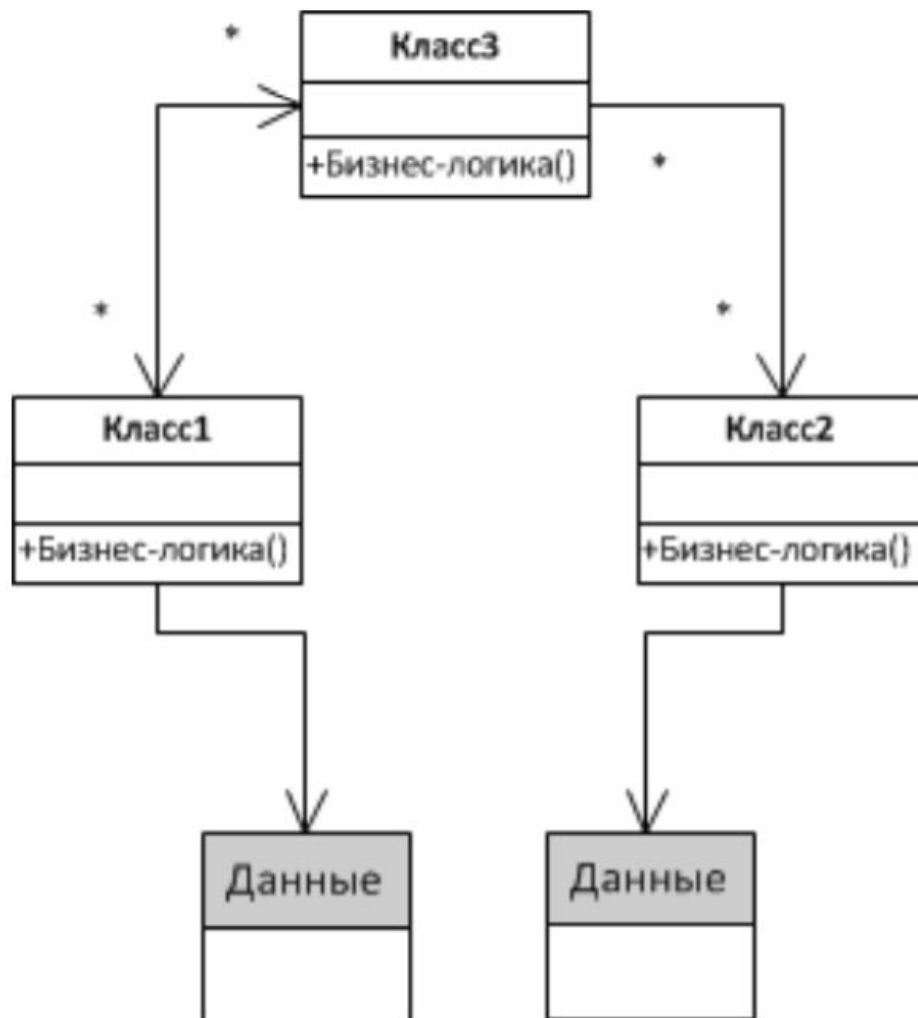 *
Класс3
+Бизнес-логика()
*
*
*
Класс1
Класс2
+Бизнес-логика()
+Бизнес-логика()
Данные
Данные